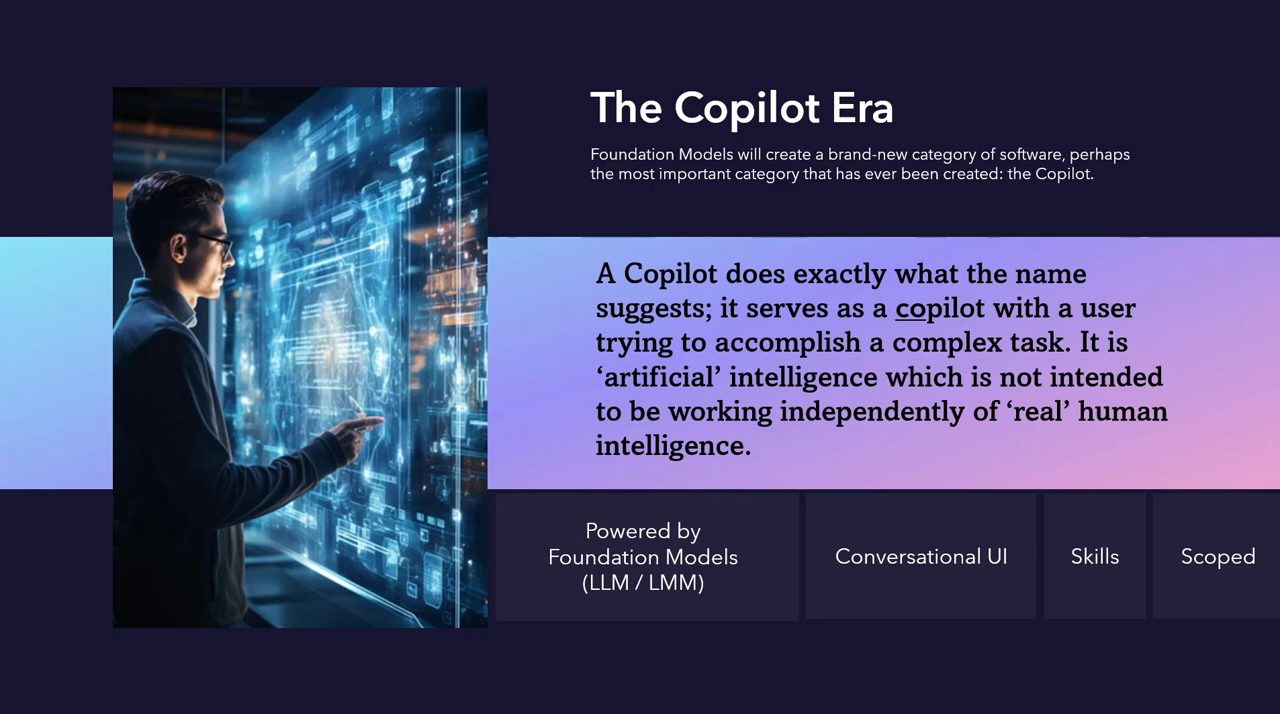 The Copilot Era
Foundation Models will create a brand-new category of software, perhaps
the most important category that has ever been created: the Copilot.
A Copilot does exactly what the name
suggests; it serves as a copilot with a user
trying to accomplish a complex task. It is
‘artificial’ intelligence which is not intended
to be working independently of ‘real’ human
intelligence.
Powered by
Foundation Models
(LLM / LMM)
Conversational UI
Skills
Scoped